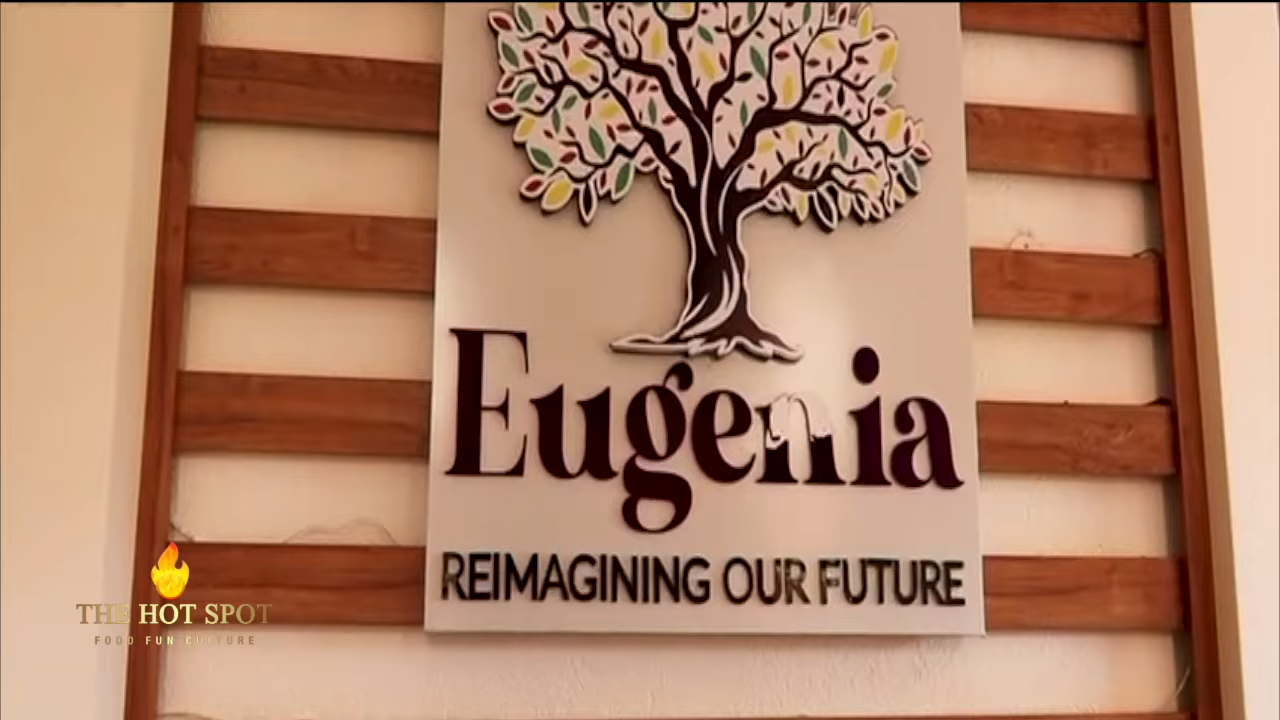 Eugenia
REIMAGINING OUR FUTURE
THE HOT SPOT
FOOD FUN CULTURE